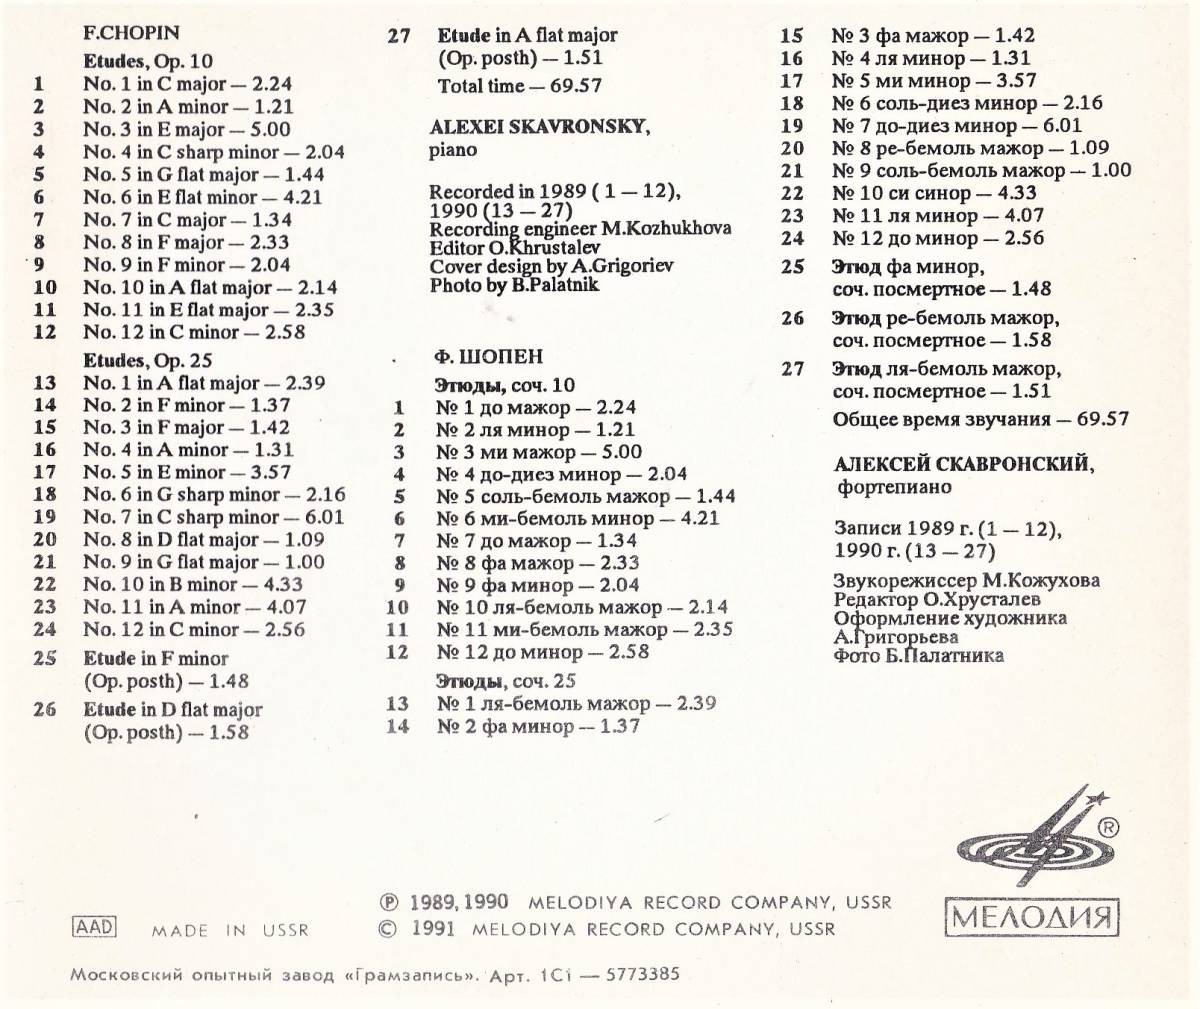 F.CHOPIN
Etudes, Op. 10
1 No. 1 in C major — 2.24
2 No. 2 in A minor — 1.21
3 No. 3 in E major — 5.00
4 No. 4 in C sharp minor — 2.04
5 No. 5 in G flat major — 1.44
6 No. 6 in E flat minor — 4.21
7 No. 7 in C major — 1.34
8 No. 8 in F major — 2.33
9 No. 9 in F minor — 2.04
10 No. 10 in A flat major — 2.14
11 No. 11 in E flat major — 2.35
12 No. 12 in C minor — 2.58
Etudes, Op. 25
13 No. 1 in A flat major — 2.39
14 No. 2 in F minor — 1.37
15 No. 3 in F major — 1.42
16 No. 4 in A minor — 1.31
17 No. 5 in E minor — 3.57
18 No. 6 in G sharp minor — 2.16
19 No. 7 in C sharp minor — 6.01
20 No. 8 in D flat major — 1.09
21 No. 9 in G flat major — 1.00
22 No. 10 in B minor — 4.33
23 No. 11 in A minor — 4.07
24 No. 12 in C minor — 2.56
25 Etude in F minor
(Op. posth) — 1.48
26 Etude in D flat major
(Op. posth) — 1.58
27 Etude in A flat major
(Op. posth) — 1.51
Total time — 69.57
ALEXEI SKAVRONSKY,
piano
Recorded in 1989 ( 1 — 12),
1990 (13 — 27)
Recording engineer M.Kozhukhova
Editor O.Khrustalev
Cover design by A.Grigoriev
Photo by B.Palatnik
Ф. ШОПЕН
Этюды, соч. 10
1 № 1 до мажор — 2.24
2 № 2 ля минор — 1.21
3 № 3 ми мажор — 5.00
4 № 4 до-диез минор — 2.04
5 № 5 соль-бемоль мажор — 1.44
6 № 6 ми-бемоль минор — 4.21
7 № 7 до мажор — 1.34
8 № 8 фа мажор — 2.33
9 № 9 фа минор — 2.04
10 № 10 ля-бемоль мажор — 2.14
11 № 11 ми-бемоль мажор — 2.35
12 № 12 до минор — 2.58
Этюды, соч. 25
13 № 1 ля-бемоль мажор — 2.39
14 № 2 фа минор — 1.37
15 № 3 фа мажор — 1.42
16 № 4 ля минор — 1.31
17 № 5 ми минор — 3.57
18 № 6 соль-диез минор — 2.16
19 № 7 до-диез минор — 6.01
20 № 8 ре-бемоль мажор — 1.09
21 № 9 соль-бемоль мажор — 1.00
22 № 10 си синор — 4.33
23 № 11 ля минор — 4.07
24 № 12 до минор — 2.56
25 Этюд фа минор,
соч. посмертное — 1.48
26 Этюд ре-бемоль мажор,
соч. посмертное — 1.58
27 Этюд ля-бемоль мажор,
соч. посмертное — 1.51
Общее время звучания — 69.57
АЛЕКСЕЙ СКАВРОНСКИЙ,
фортепиано
Записи 1989 г. (1 — 12),
1990 г. (13 — 27)
Звукорежиссер М.Кожухова
Редактор О.Хрусталев
Оформление художника
А.Григорьева
Фото Б.Палатника
®
МЕЛОДИЯ
AAD MADE IN USSR
℗ 1989, 1990 MELODIYA RECORD COMPANY, USSR
© 1991 MELODIYA RECORD COMPANY, USSR
Московский опытный завод «Грамзапись». Арт. 1С1 — 5773385